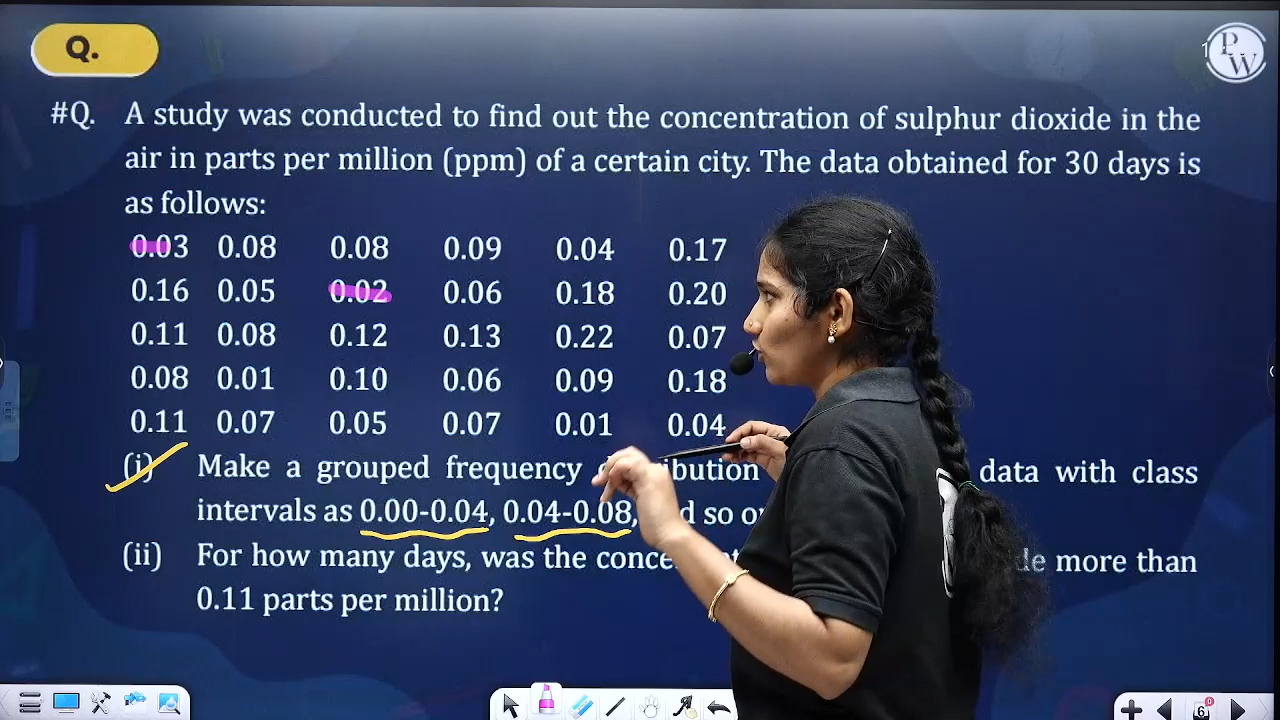 Q.
PW
#Q. A study was conducted to find out the concentration of sulphur dioxide in the
air in parts per million (ppm) of a certain city. The data obtained for 30 days is
as follows:
0.03 0.08 0.08 0.09 0.04 0.17
0.16 0.05 0.02 0.06 0.18 0.20
0.11 0.08 0.12 0.13 0.22 0.07
0.08 0.01 0.10 0.06 0.09 0.18
0.11 0.07 0.05 0.07 0.01 0.04
(i) Make a grouped frequency data with class
intervals as 0.00-0.04, 0.04-0.08, so
(ii) For how many days, was the more than
0.11 parts per million?
6